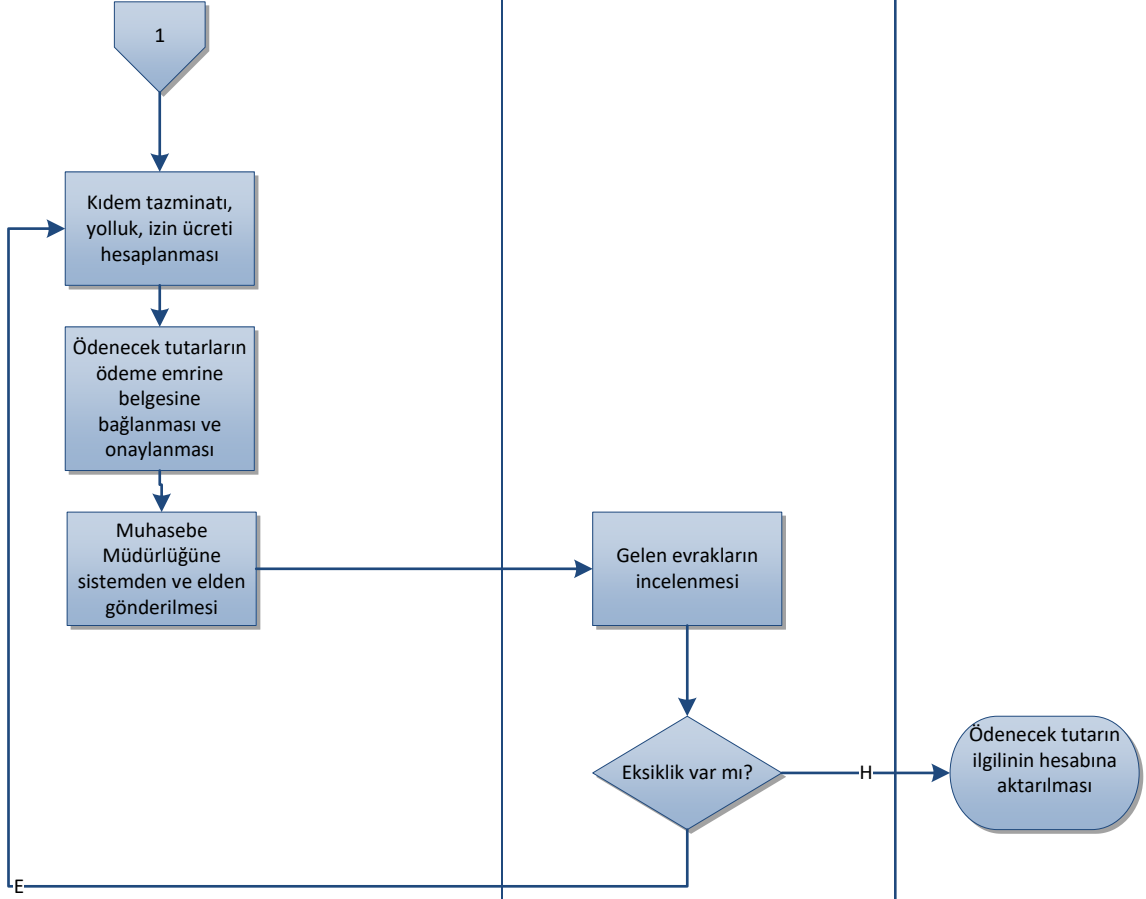 1
Kıdem tazminatı,
yolluk, izin ücreti
hesaplanması
Ödenecek tutarların
ödeme emrine
belgesine
bağlanması ve
onaylanması
Muhasebe
Müdürlüğüne
sistemden ve elden
gönderilmesi
Gelen evrakların
incelenmesi
Eksiklik var mı?
H
Ödenecek tutarın
ilgilinin hesabına
aktarılması
E